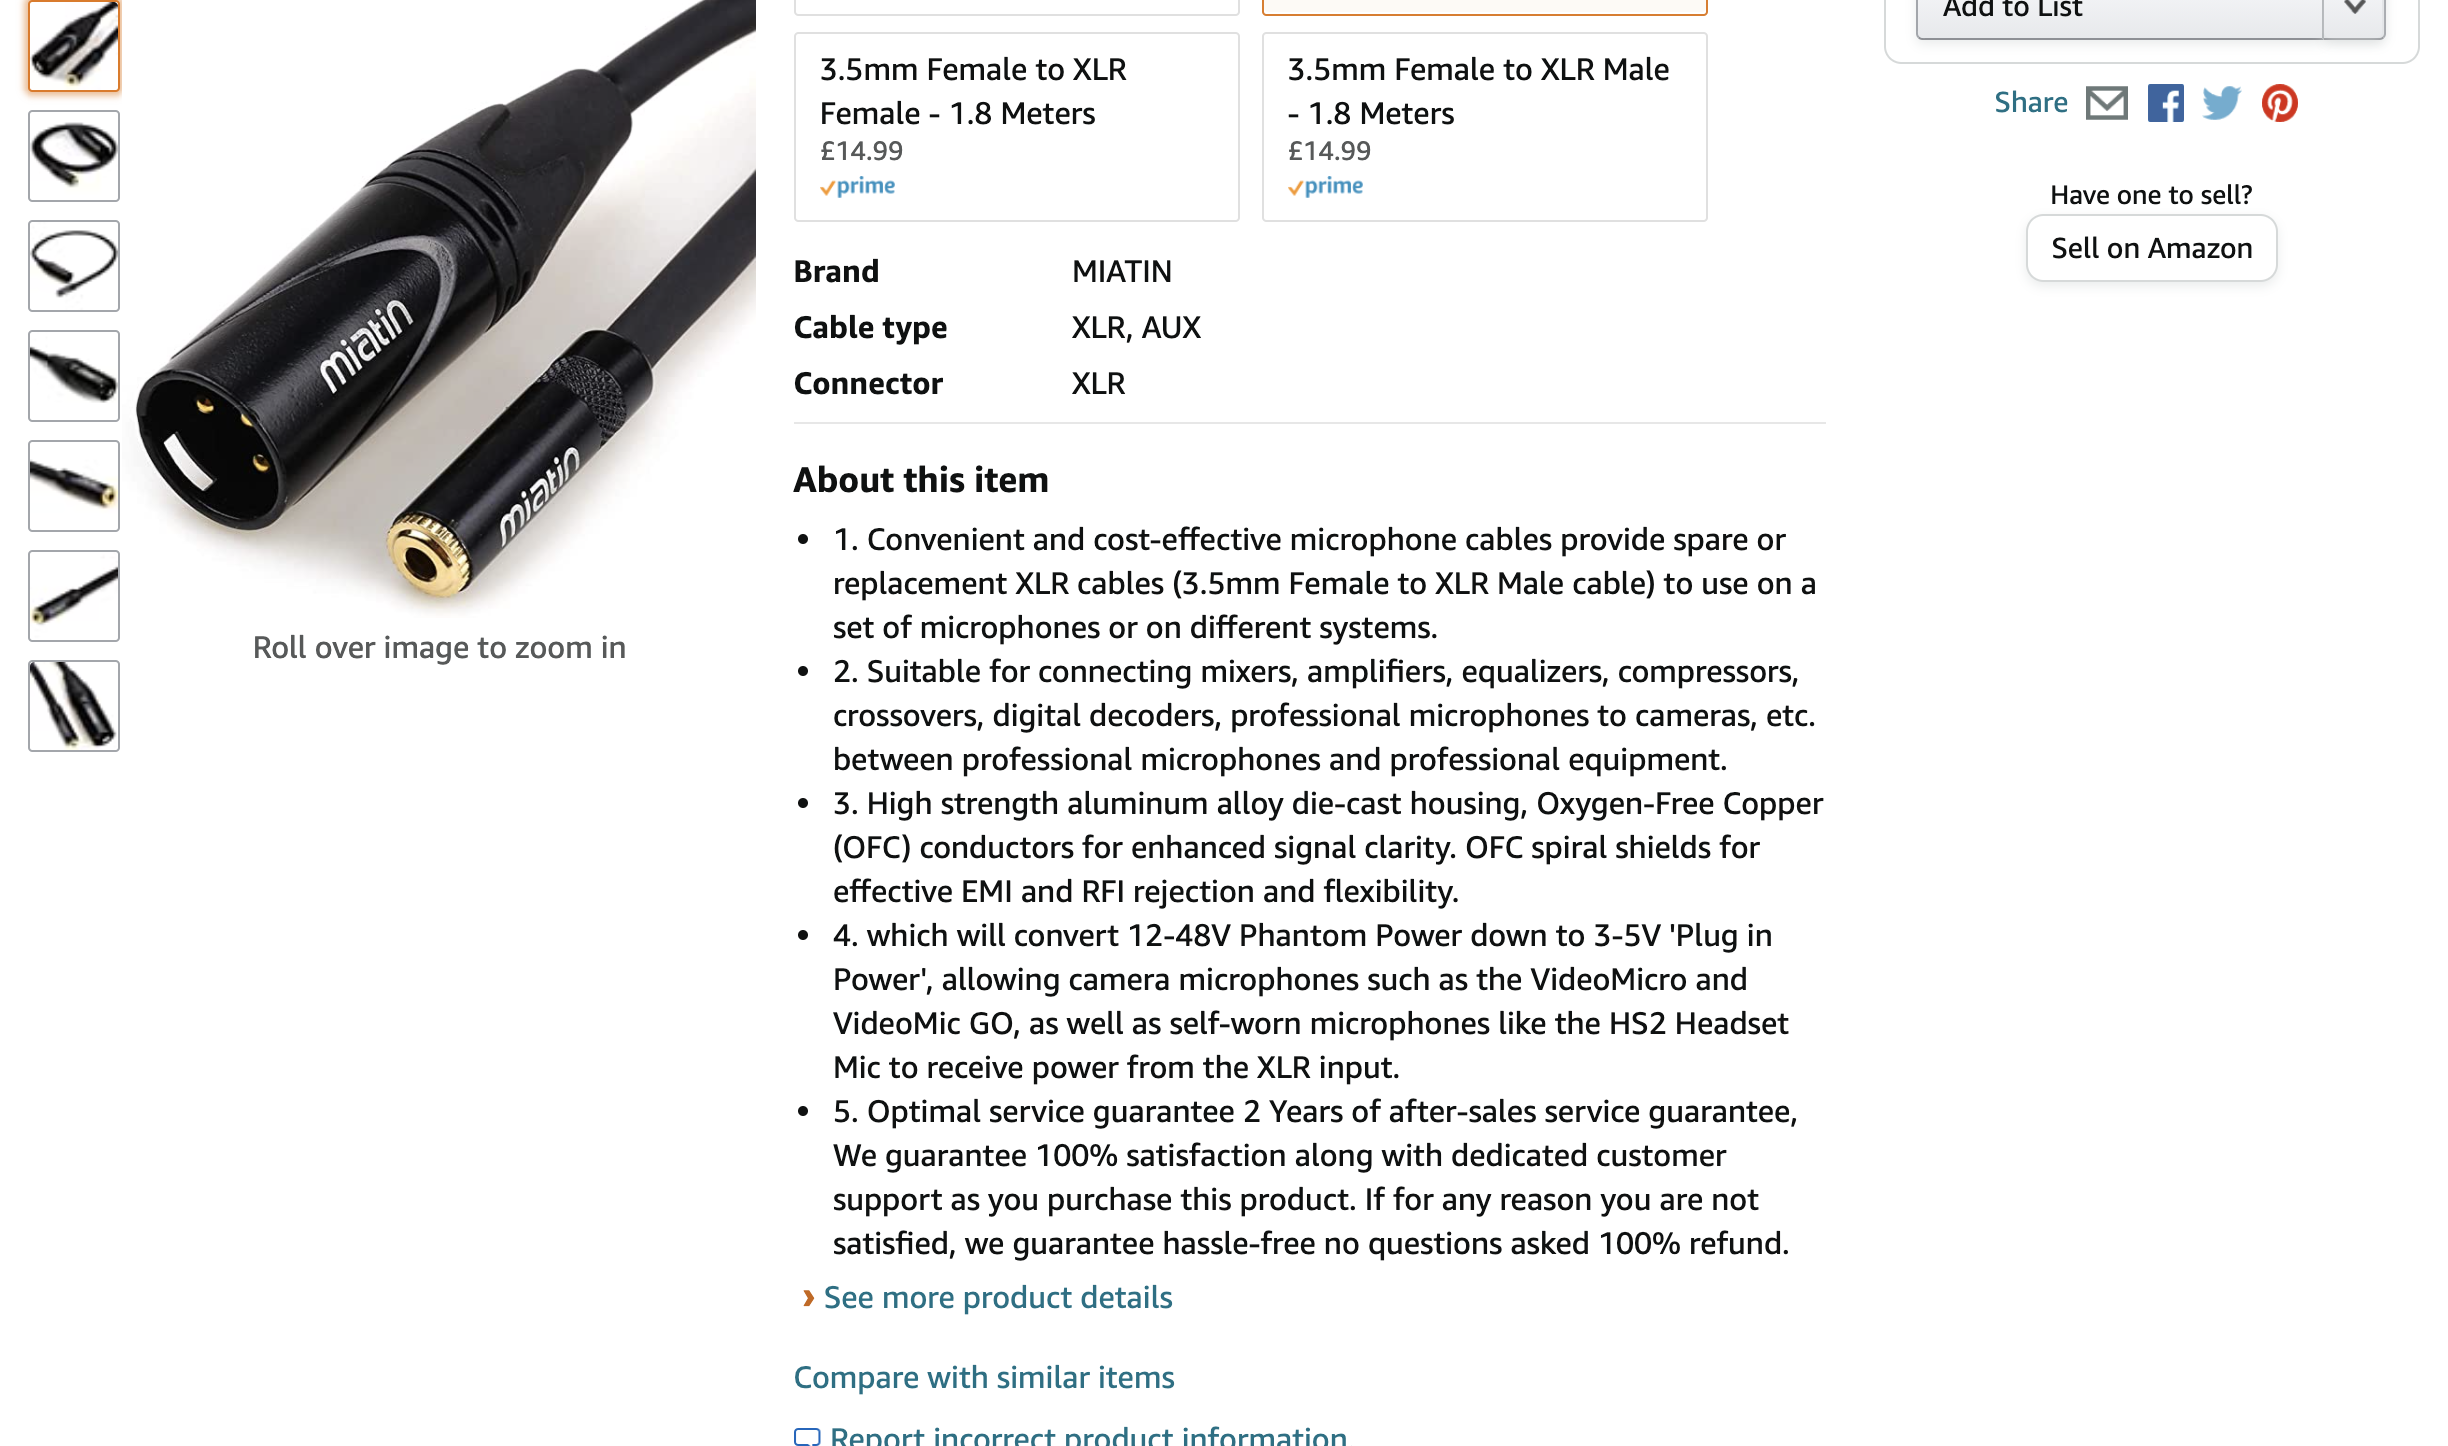 Add to List
3.5mm Female to XLR
Female - 1.8 Meters
£14.99
prime
3.5mm Female to XLR Male
- 1.8 Meters
£14.99
prime
Share
Have one to sell?
Sell on Amazon
miatin
miatin
Roll over image to zoom in
Brand MIATIN
Cable type XLR, AUX
Connector XLR
About this item
• 1. Convenient and cost-effective microphone cables provide spare or
replacement XLR cables (3.5mm Female to XLR Male cable) to use on a
set of microphones or on different systems.
• 2. Suitable for connecting mixers, amplifiers, equalizers, compressors,
crossovers, digital decoders, professional microphones to cameras, etc.
between professional microphones and professional equipment.
• 3. High strength aluminum alloy die-cast housing, Oxygen-Free Copper
(OFC) conductors for enhanced signal clarity. OFC spiral shields for
effective EMI and RFI rejection and flexibility.
• 4. which will convert 12-48V Phantom Power down to 3-5V 'Plug in
Power', allowing camera microphones such as the VideoMicro and
VideoMic GO, as well as self-worn microphones like the HS2 Headset
Mic to receive power from the XLR input.
• 5. Optimal service guarantee 2 Years of after-sales service guarantee,
We guarantee 100% satisfaction along with dedicated customer
support as you purchase this product. If for any reason you are not
satisfied, we guarantee hassle-free no questions asked 100% refund.
› See more product details
Compare with similar items
Report incorrect product information